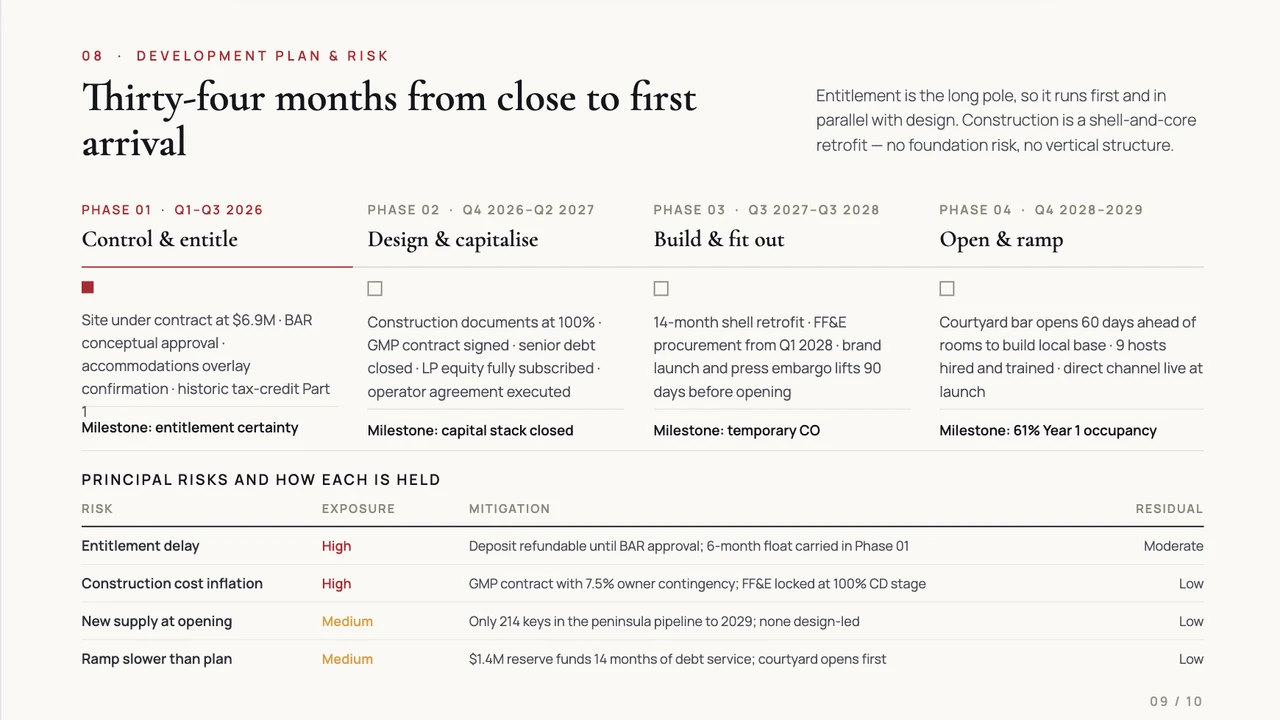 08 · DEVELOPMENT PLAN & RISK
Thirty-four months from close to first
arrival
Entitlement is the long pole, so it runs first and in
parallel with design. Construction is a shell-and-core
retrofit — no foundation risk, no vertical structure.
PHASE 01 · Q1–Q3 2026
Control & entitle
Site under contract at $6.9M · BAR
conceptual approval ·
accommodations overlay
confirmation · historic tax-credit Part
1
Milestone: entitlement certainty
PHASE 02 · Q4 2026–Q2 2027
Design & capitalise
Construction documents at 100% ·
GMP contract signed · senior debt
closed · LP equity fully subscribed ·
operator agreement executed
Milestone: capital stack closed
PHASE 03 · Q3 2027–Q3 2028
Build & fit out
14-month shell retrofit · FF&E
procurement from Q1 2028 · brand
launch and press embargo lifts 90
days before opening
Milestone: temporary CO
PHASE 04 · Q4 2028–2029
Open & ramp
Courtyard bar opens 60 days ahead of
rooms to build local base · 9 hosts
hired and trained · direct channel live at
launch
Milestone: 61% Year 1 occupancy
PRINCIPAL RISKS AND HOW EACH IS HELD
RISK EXPOSURE MITIGATION RESIDUAL
Entitlement delay High Deposit refundable until BAR approval; 6-month float carried in Phase 01 Moderate
Construction cost inflation High GMP contract with 7.5% owner contingency; FF&E locked at 100% CD stage Low
New supply at opening Medium Only 214 keys in the peninsula pipeline to 2029; none design-led Low
Ramp slower than plan Medium $1.4M reserve funds 14 months of debt service; courtyard opens first Low
09 / 10